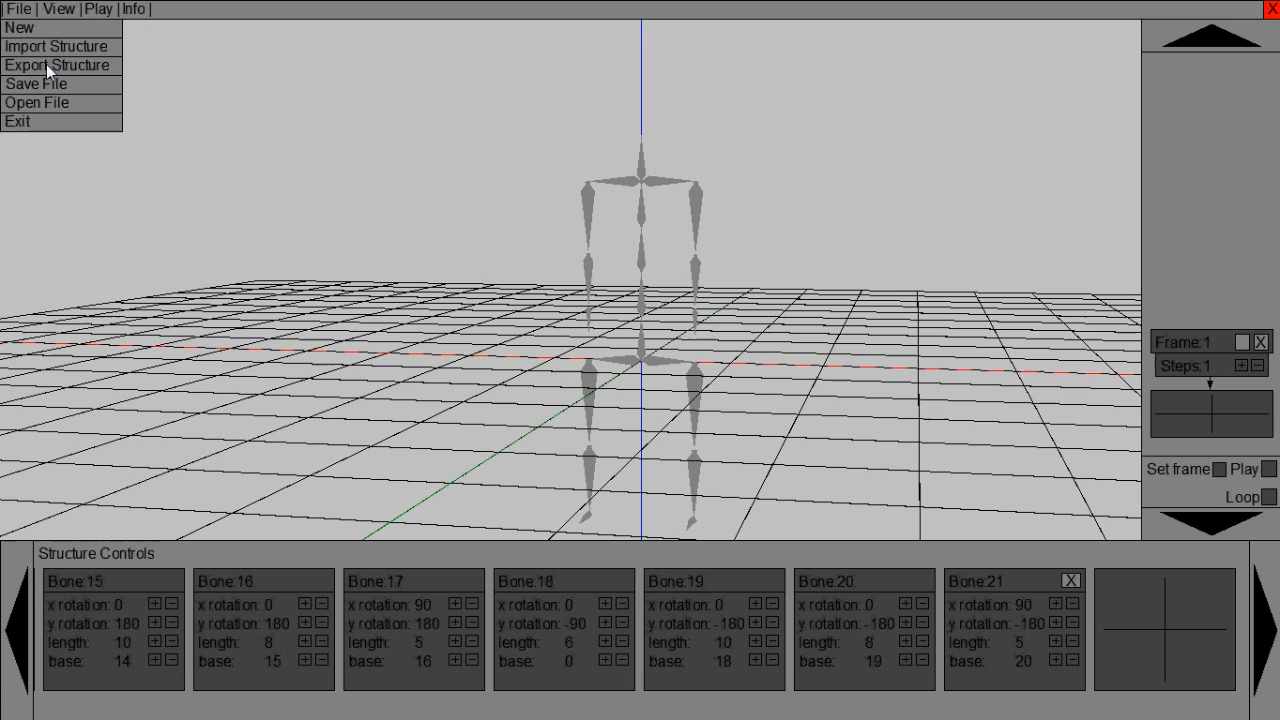 |File | View |Play |Info |
X
New
Import Structure
Export Structure
Save File
Open File
Exit
Frame:1 X
Steps:1 + -
Set frame Play
Loop
Structure Controls
Bone:15
x rotation: 0 + -
y rotation: 180 + -
length: 10 + -
base: 14 + -
Bone:16
x rotation: 0 + -
y rotation: 180 + -
length: 8 + -
base: 15 + -
Bone:17
x rotation: 90 + -
y rotation: 180 + -
length: 5 + -
base: 16 + -
Bone:18
x rotation: 0 + -
y rotation: -90 + -
length: 6 + -
base: 0 + -
Bone:19
x rotation: 0 + -
y rotation: -180 + -
length: 10 + -
base: 18 + -
Bone:20
x rotation: 0 + -
y rotation: -180 + -
length: 8 + -
base: 19 + -
Bone:21 X
x rotation: 90 + -
y rotation: -180 + -
length: 5 + -
base: 20 + -